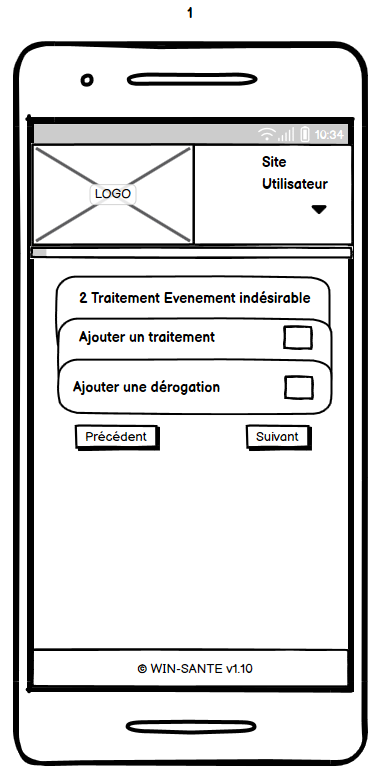 1
10:34
LOGO
Site
Utilisateur
2 Traitement Evenement indésirable
Ajouter un traitement
Ajouter une dérogation
Précédent
Suivant
© WIN-SANTE v1.10